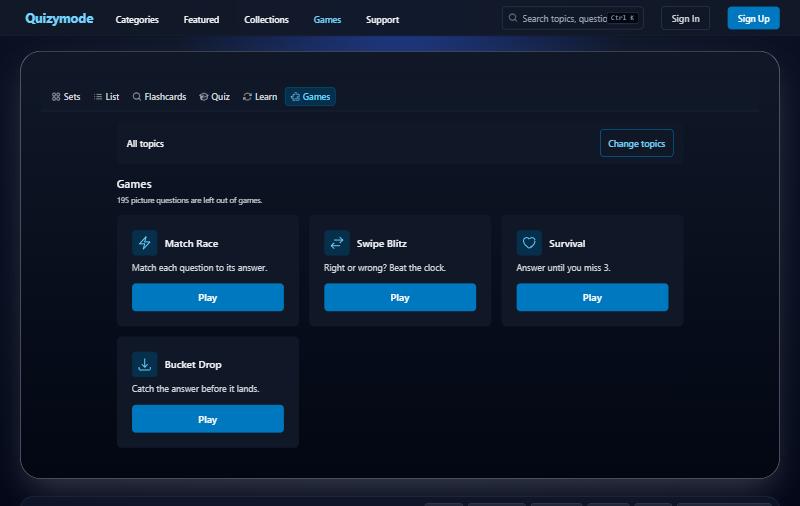 Quizymode
Categories
Featured
Collections
Games
Support
Search topics, questio
Ctrl K
Sign In
Sign Up
Sets
List
Flashcards
Quiz
Learn
Games
All topics
Change topics
Games
195 picture questions are left out of games.
Match Race
Match each question to its answer.
Play
Swipe Blitz
Right or wrong? Beat the clock.
Play
Survival
Answer until you miss 3.
Play
Bucket Drop
Catch the answer before it lands.
Play